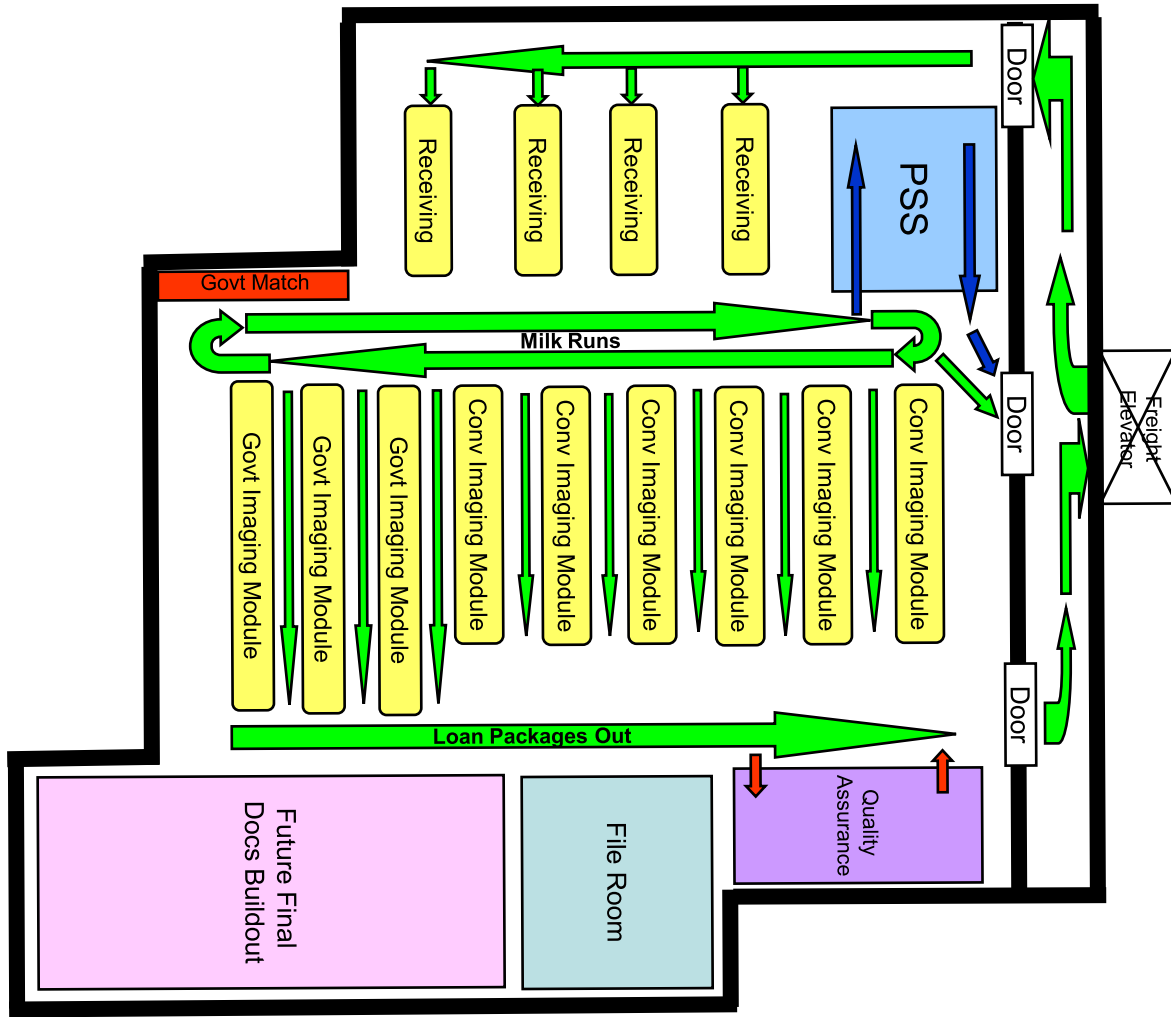 Door
PSS
Receiving
Receiving
Receiving
Receiving
Govt Match
Milk Runs
Freight
Elevator
Door
Govt Imaging Module
Govt Imaging Module
Govt Imaging Module
Conv Imaging Module
Conv Imaging Module
Conv Imaging Module
Conv Imaging Module
Conv Imaging Module
Conv Imaging Module
Door
Loan Packages Out
Future Final
Docs Buildout
File Room
Quality
Assurance